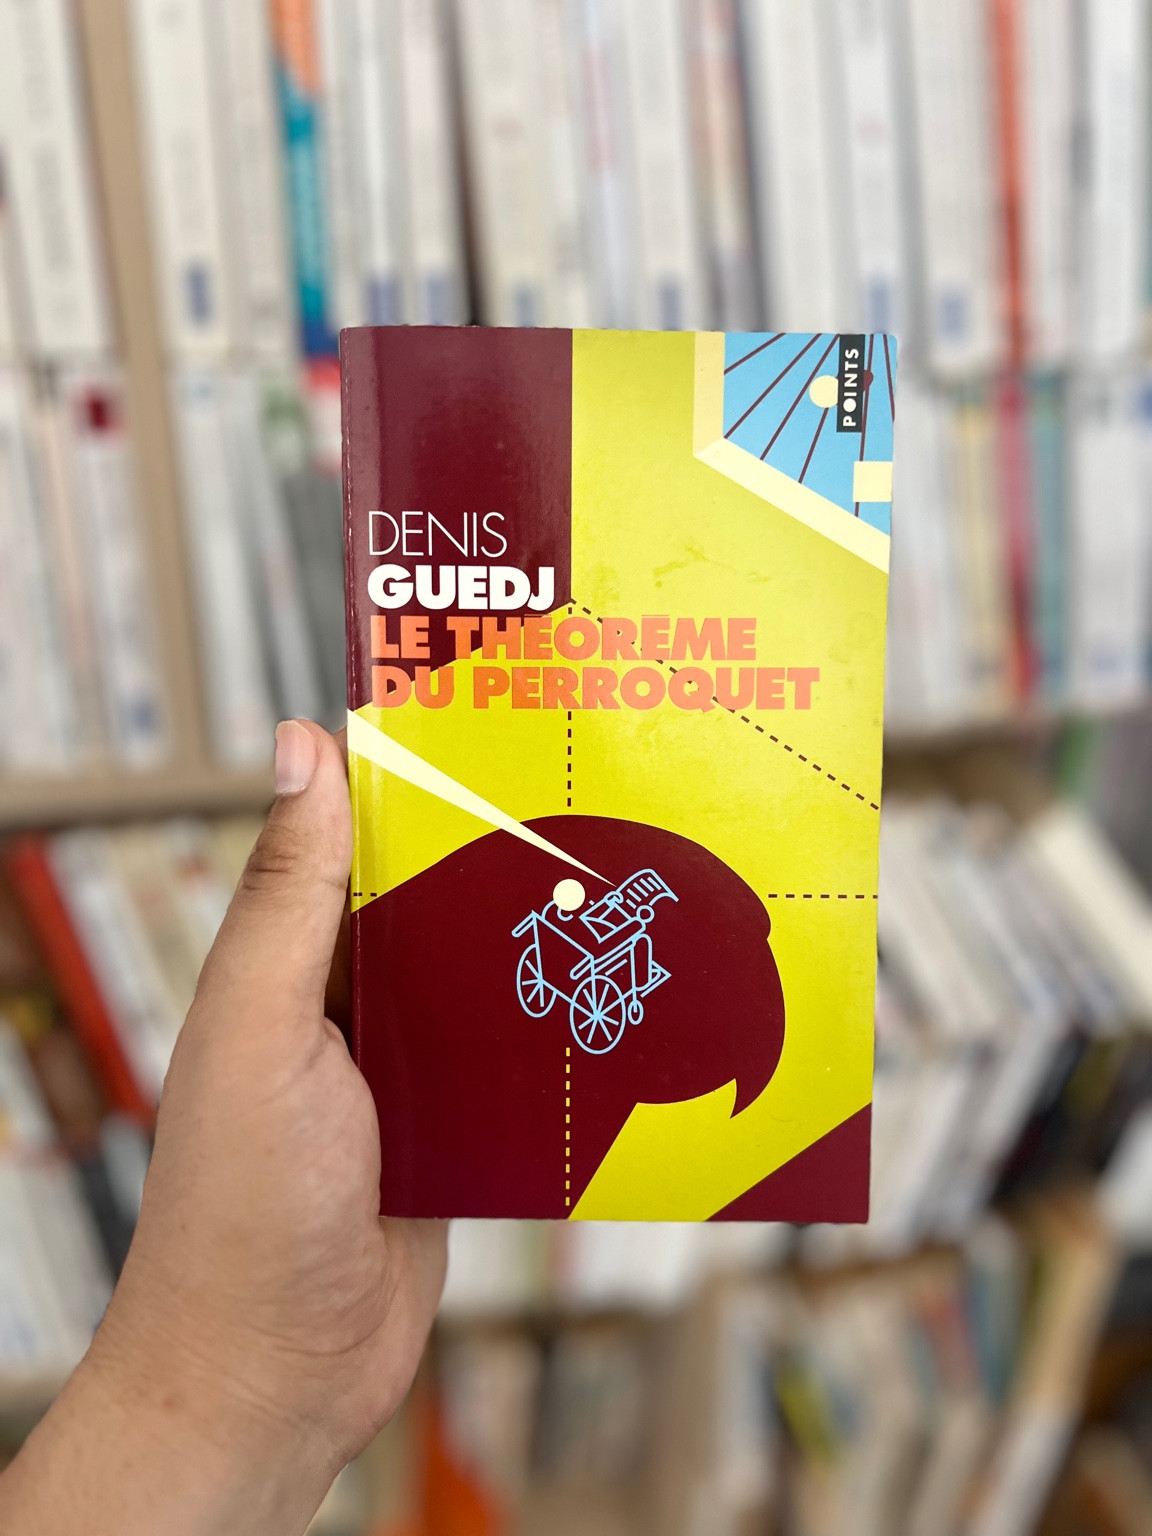 POINTS
DENIS
GUEDJ
LE THÉORÈME
DU PERROQUET